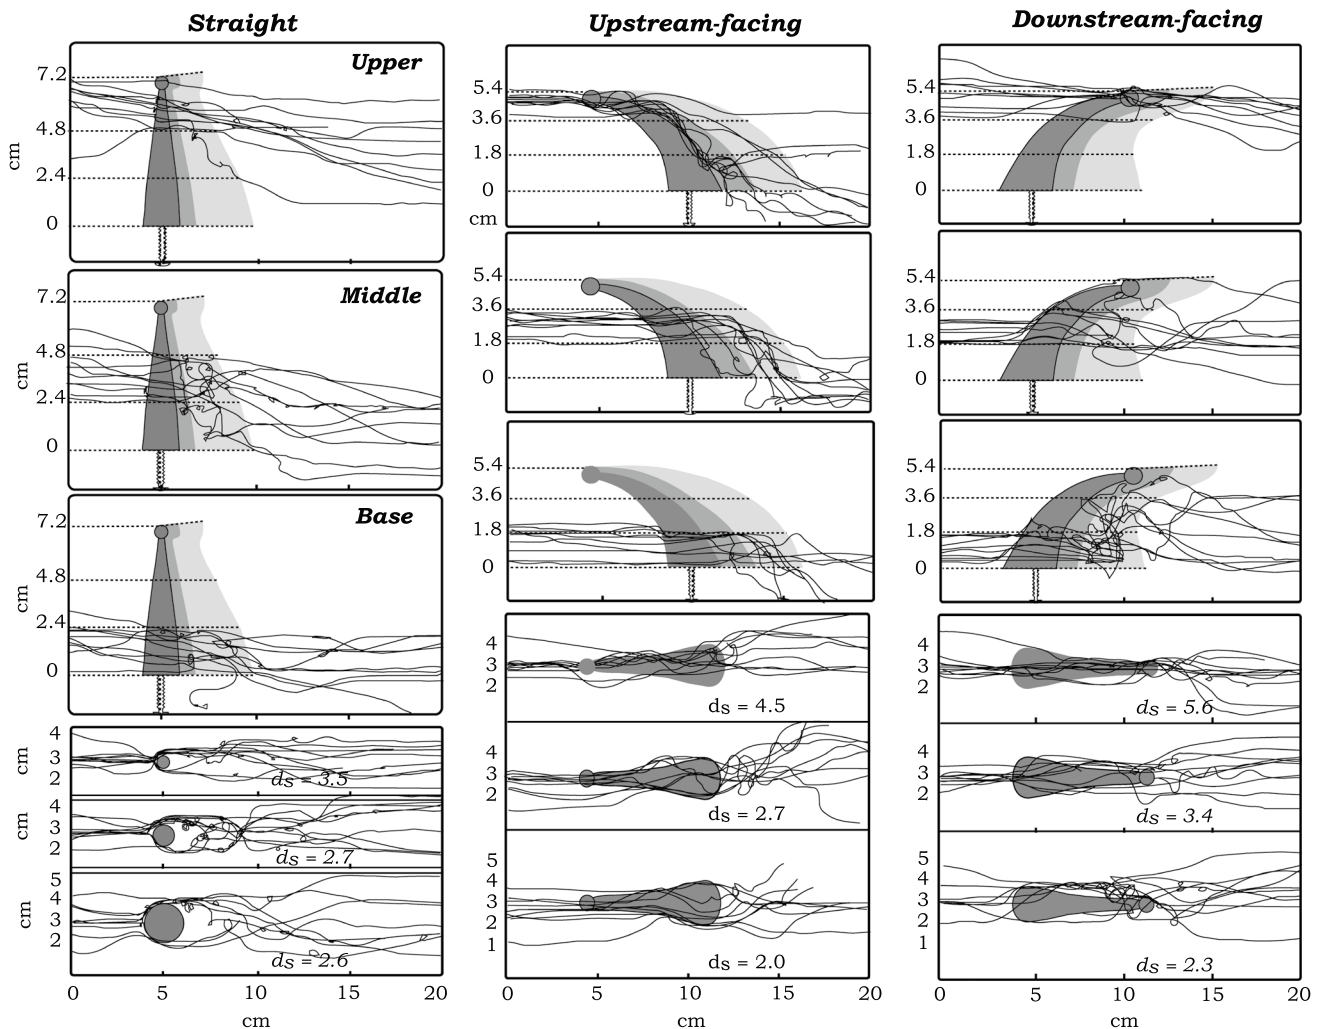 Straight
Upstream-facing
Downstream-facing
Upper
7.2
4.8
2.4
0
cm
5.4
3.6
1.8
0
cm
5.4
3.6
1.8
0
Middle
7.2
4.8
2.4
0
cm
5.4
3.6
1.8
0
5.4
3.6
1.8
0
Base
7.2
4.8
2.4
0
cm
5.4
3.6
1.8
0
5.4
3.6
1.8
0
4
3
2
cm
ds = 3.5
4
3
2
ds = 4.5
4
3
2
ds = 5.6
4
3
2
cm
ds = 2.7
4
3
2
ds = 2.7
4
3
2
ds = 3.4
5
4
3
2
cm
ds = 2.6
5
4
3
2
1
ds = 2.0
5
4
3
2
1
ds = 2.3
0 5 10 15 20
0 5 10 15 20
0 5 10 15 20
cm
cm
cm